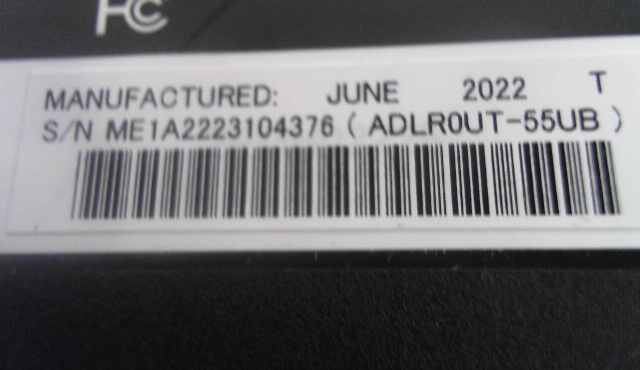 FC
MANUFACTURED: JUNE 2022 T
S/N ME1A2223104376 ( ADLR0UT-55UB )